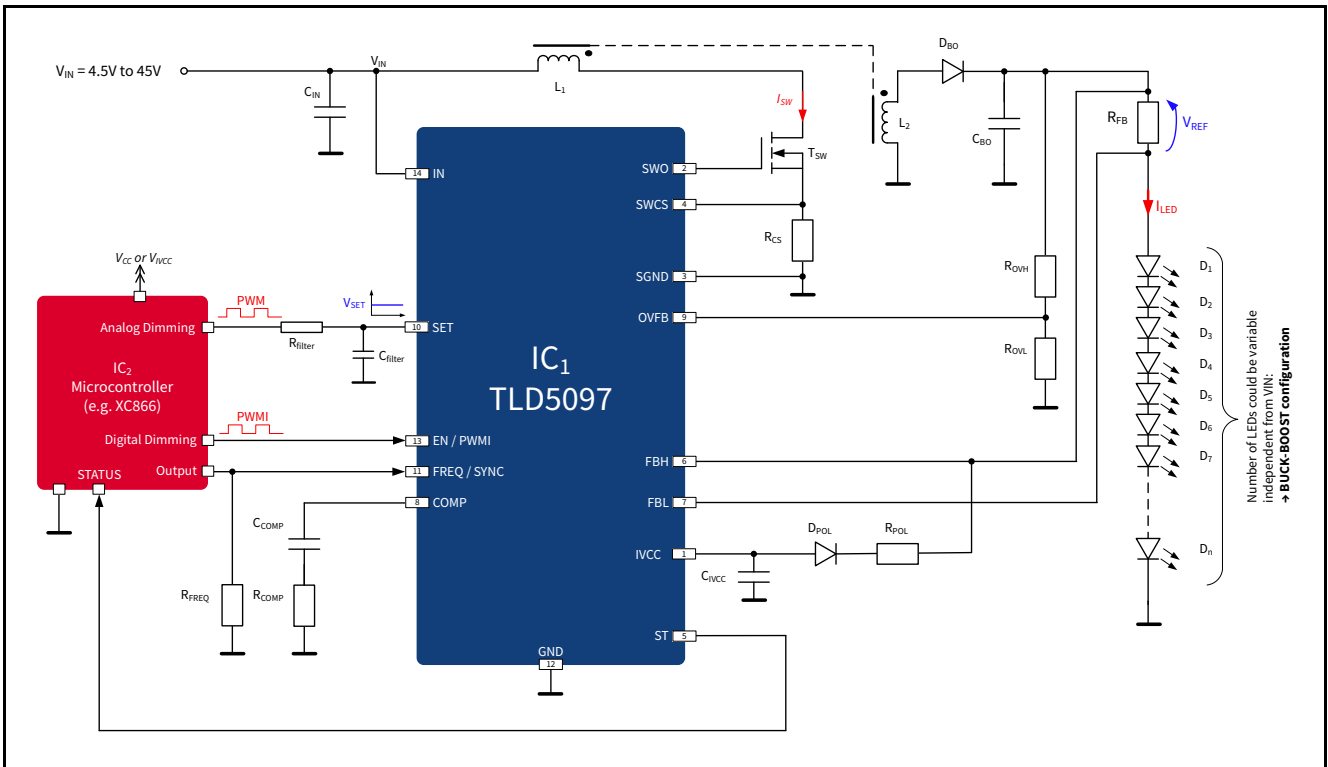 VIN = 4.5V to 45V
VIN
CIN
L1
DBO
L2
CBO
RFB
VREF
ISW
TSW
ILED
IC1
TLD5097
14 IN
SWO 2
SWCS 4
RCS
SGND 3
OVFB 9
ROVH
ROVL
VCC or VIVCC
PWM
Analog Dimming
Rfilter
VSET
Cfilter
10 SET
IC2
Microcontroller
(e.g. XC866)
PWMI
Digital Dimming
13 EN / PWMI
Output
11 FREQ / SYNC
STATUS
8 COMP
CCOMP
RFREQ
RCOMP
FBH 6
FBL 7
DPOL
RPOL
IVCC 1
CIVCC
ST 5
GND
12
D1
D2
D3
D4
D5
D6
D7
Dn
Number of LEDs could be variable
independent from VIN:
→ BUCK-BOOST configuration